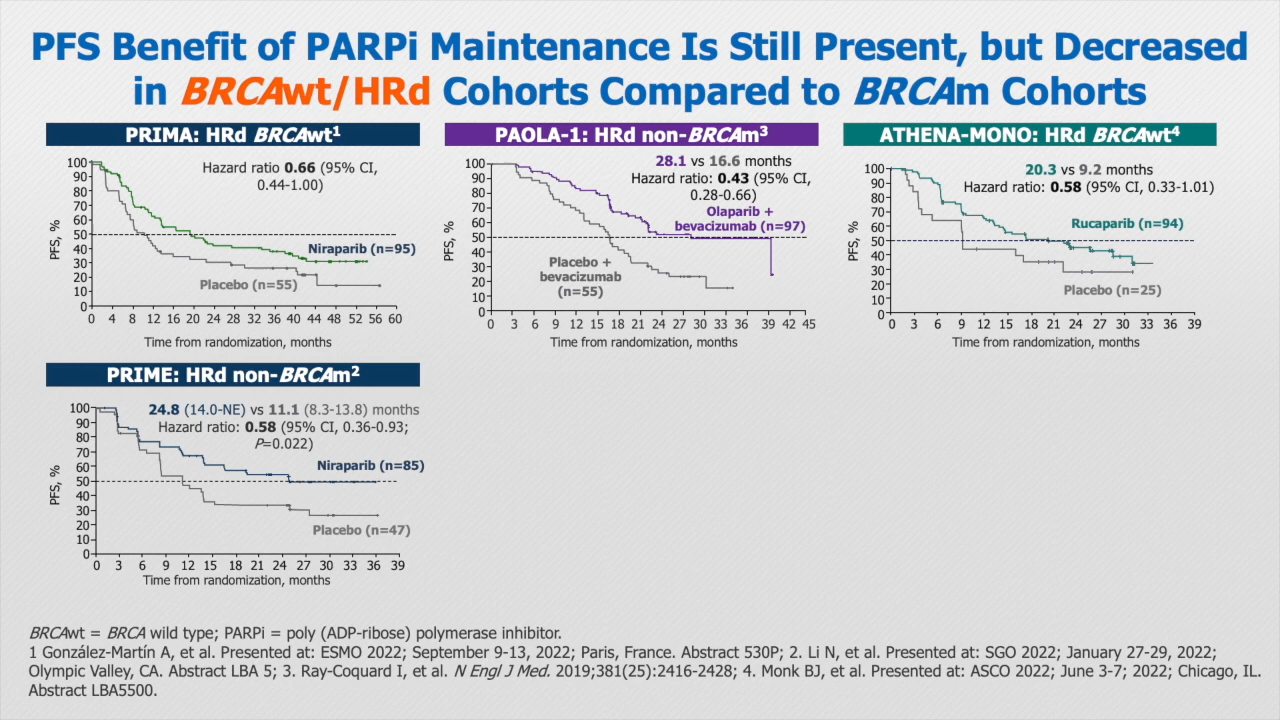 PFS Benefit of PARPi Maintenance Is Still Present, but Decreased
in BRCAwt/HRd Cohorts Compared to BRCAm Cohorts
PRIMA: HRd BRCAwt¹
Hazard ratio 0.66 (95% CI,
0.44-1.00)
PFS, %
100
90
80
70
60
50
40
30
20
10
0
Niraparib (n=95)
Placebo (n=55)
0 4 8 12 16 20 24 28 32 36 40 44 48 52 56 60
Time from randomization, months
PAOLA-1: HRd non-BRCAm³
28.1 vs 16.6 months
Hazard ratio: 0.43 (95% CI,
0.28-0.66)
PFS, %
100
90
80
70
60
50
40
30
20
10
0
Olaparib +
bevacizumab (n=97)
Placebo +
bevacizumab
(n=55)
0 3 6 9 12 15 18 21 24 27 30 33 36 39 42 45
Time from randomization, months
ATHENA-MONO: HRd BRCAwt⁴
20.3 vs 9.2 months
Hazard ratio: 0.58 (95% CI, 0.33-1.01)
PFS, %
100
90
80
70
60
50
40
30
20
10
0
Rucaparib (n=94)
Placebo (n=25)
0 3 6 9 12 15 18 21 24 27 30 33 36 39
Time from randomization, months
PRIME: HRd non-BRCAm²
24.8 (14.0-NE) vs 11.1 (8.3-13.8) months
Hazard ratio: 0.58 (95% CI, 0.36-0.93;
P=0.022)
PFS, %
100
90
80
70
60
50
40
30
20
10
0
Niraparib (n=85)
Placebo (n=47)
0 3 6 9 12 15 18 21 24 27 30 33 36 39
Time from randomization, months
BRCAwt = BRCA wild type; PARPi = poly (ADP-ribose) polymerase inhibitor.
1 González-Martín A, et al. Presented at: ESMO 2022; September 9-13, 2022; Paris, France. Abstract 530P; 2. Li N, et al. Presented at: SGO 2022; January 27-29, 2022;
Olympic Valley, CA. Abstract LBA 5; 3. Ray-Coquard I, et al. N Engl J Med. 2019;381(25):2416-2428; 4. Monk BJ, et al. Presented at: ASCO 2022; June 3-7; 2022; Chicago, IL.
Abstract LBA5500.